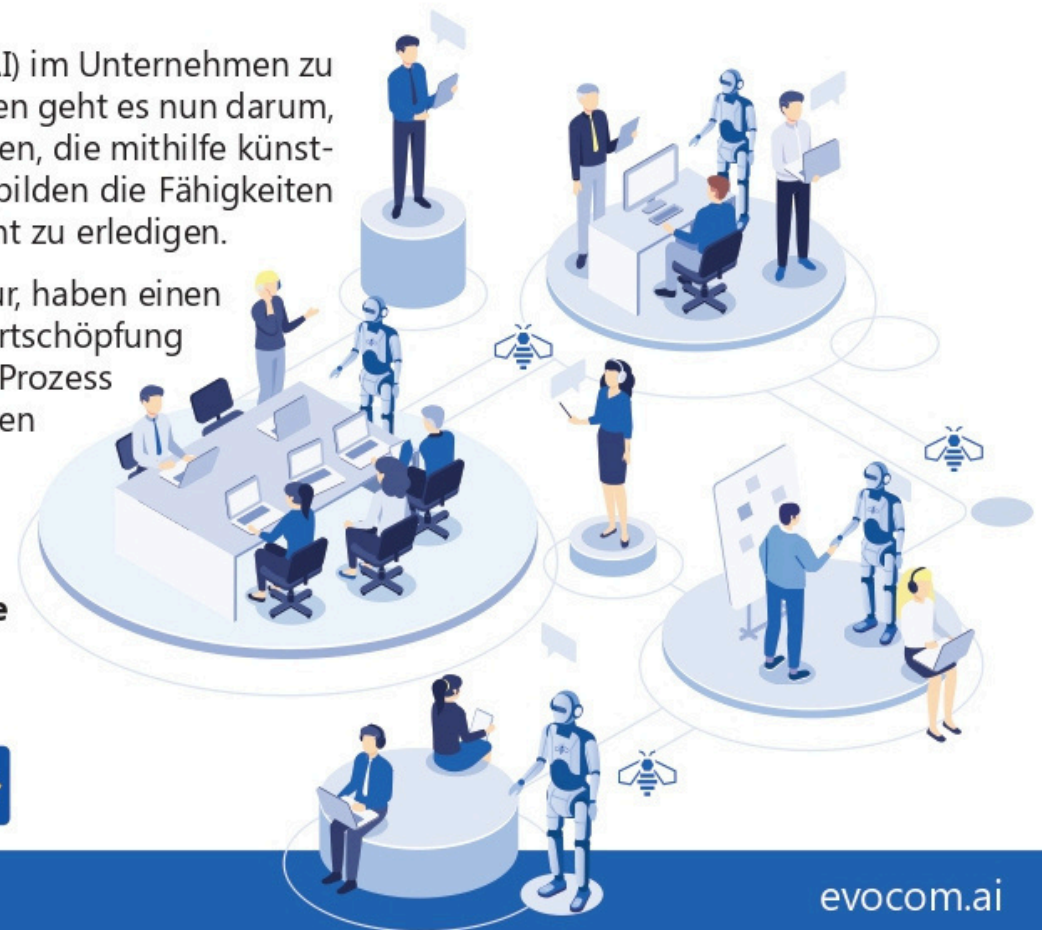 AI) im Unternehmen zu
en geht es nun darum,
en, die mithilfe künst-
bilden die Fähigkeiten
nt zu erledigen.
ur, haben einen
rtschöpfung
Prozess
en
e
evocom.ai